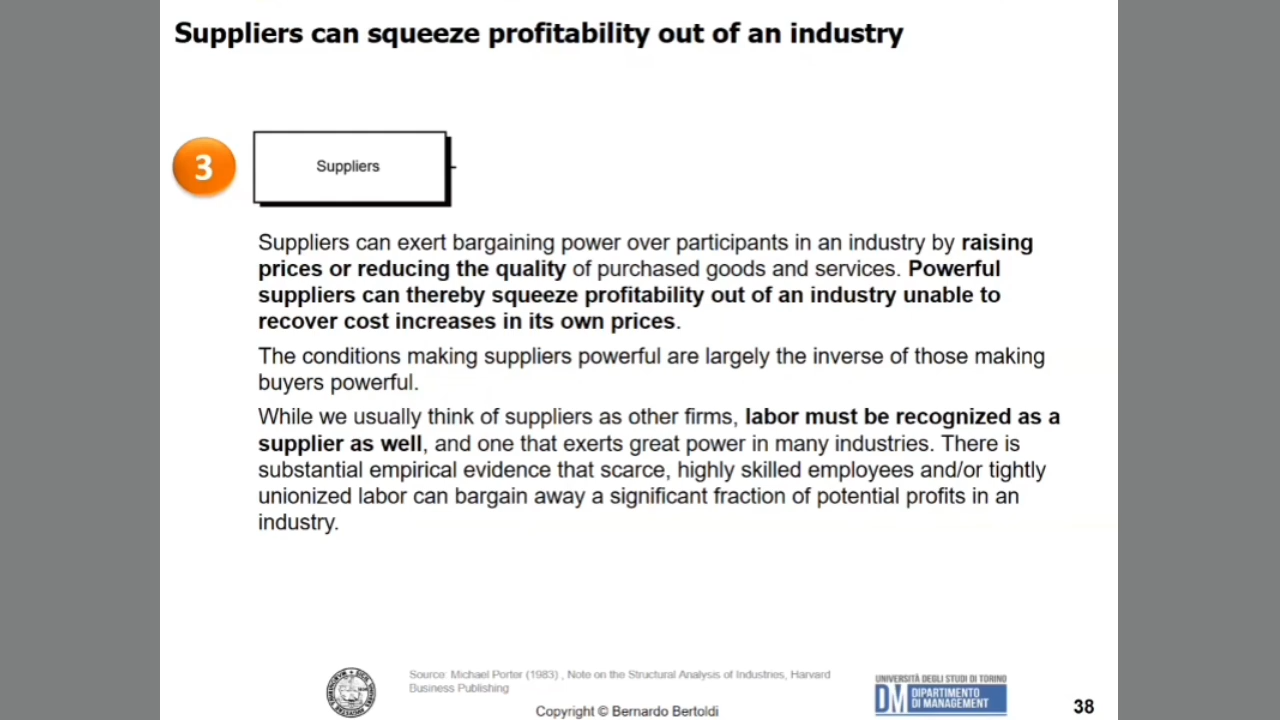 Suppliers can squeeze profitability out of an industry
3
Suppliers
Suppliers can exert bargaining power over participants in an industry by raising
prices or reducing the quality of purchased goods and services. Powerful
suppliers can thereby squeeze profitability out of an industry unable to
recover cost increases in its own prices.
The conditions making suppliers powerful are largely the inverse of those making
buyers powerful.
While we usually think of suppliers as other firms, labor must be recognized as a
supplier as well, and one that exerts great power in many industries. There is
substantial empirical evidence that scarce, highly skilled employees and/or tightly
unionized labor can bargain away a significant fraction of potential profits in an
industry.
Source: Michael Porter (1983) , Note on the Structural Analysis of Industries, Harvard
Business Publishing
Copyright © Bernardo Bertoldi
UNIVERSITÀ DEGLI STUDI DI TORINO
DM DIPARTIMENTO
DI MANAGEMENT
38